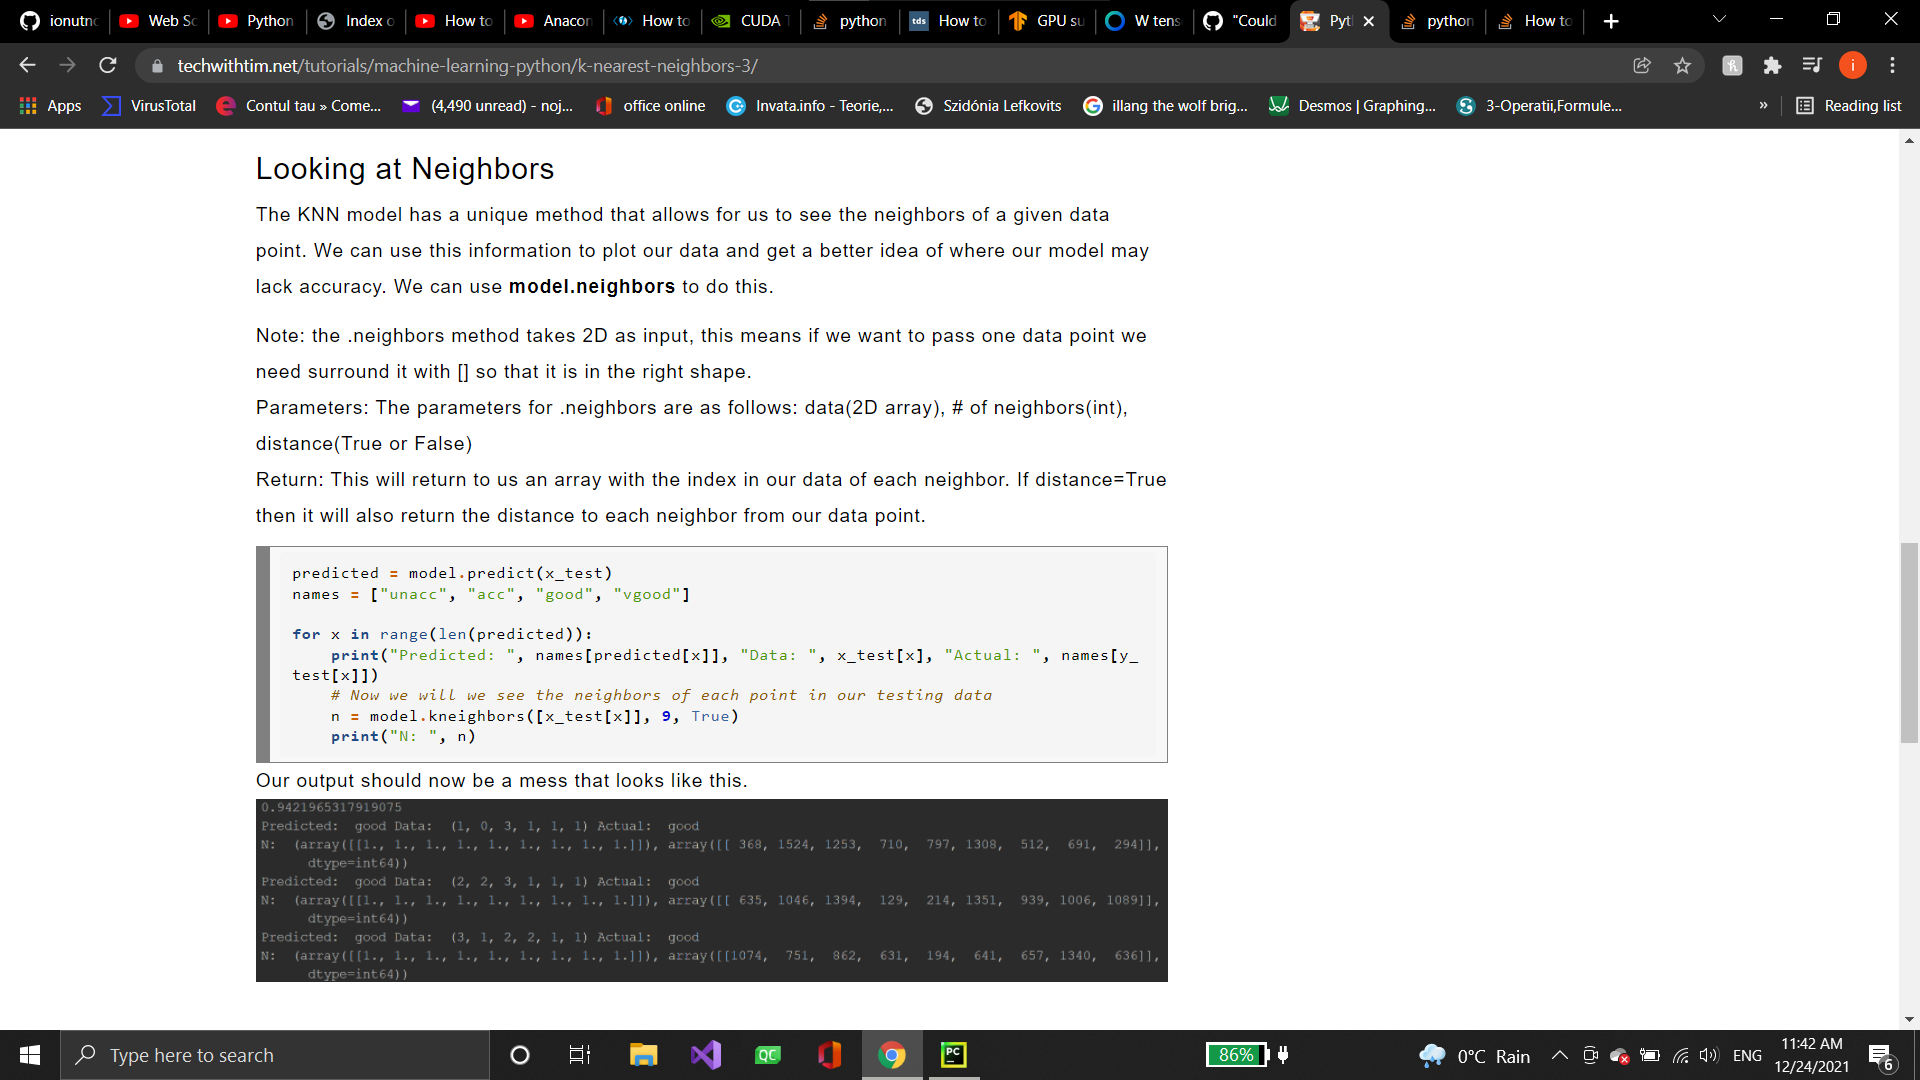 ionutnc
Web Sc
Python
Index o
How to
Anacon
How to
CUDA T
python
tds How to
GPU su
W tens
"Could
Pyt
python
How to
techwithtim.net/tutorials/machine-learning-python/k-nearest-neighbors-3/
i
Apps
VirusTotal
Contul tau » Come...
(4,490 unread) - noj...
office online
Invata.info - Teorie,...
Szidónia Lefkovits
illang the wolf brig...
Desmos | Graphing...
3-Operatii,Formule...
»
Reading list
Looking at Neighbors
The KNN model has a unique method that allows for us to see the neighbors of a given data
point. We can use this information to plot our data and get a better idea of where our model may
lack accuracy. We can use model.neighbors to do this.
Note: the .neighbors method takes 2D as input, this means if we want to pass one data point we
need surround it with [] so that it is in the right shape.
Parameters: The parameters for .neighbors are as follows: data(2D array), # of neighbors(int),
distance(True or False)
Return: This will return to us an array with the index in our data of each neighbor. If distance=True
then it will also return the distance to each neighbor from our data point.
predicted = model.predict(x_test)
names = ["unacc", "acc", "good", "vgood"]
for x in range(len(predicted)):
print("Predicted: ", names[predicted[x]], "Data: ", x_test[x], "Actual: ", names[y_
test[x]])
# Now we will we see the neighbors of each point in our testing data
n = model.kneighbors([x_test[x]], 9, True)
print("N: ", n)
Our output should now be a mess that looks like this.
0.9421965317919075
Predicted:  good Data:  (1, 0, 3, 1, 1, 1) Actual:  good
N:  (array([[1., 1., 1., 1., 1., 1., 1., 1., 1.]]), array([[ 368, 1524, 1253,  710,  797, 1308,  512,  691,  294]],
dtype=int64))
Predicted:  good Data:  (2, 2, 3, 1, 1, 1) Actual:  good
N:  (array([[1., 1., 1., 1., 1., 1., 1., 1., 1.]]), array([[ 635, 1046, 1394,  129,  214, 1351,  939, 1006, 1089]],
dtype=int64))
Predicted:  good Data:  (3, 1, 2, 2, 1, 1) Actual:  good
N:  (array([[1., 1., 1., 1., 1., 1., 1., 1., 1.]]), array([[1074,  751,  862,  631,  194,  641,  657, 1340,  636]],
dtype=int64))
Type here to search
QC
PC
86%
0°C Rain
ENG
11:42 AM
12/24/2021
6